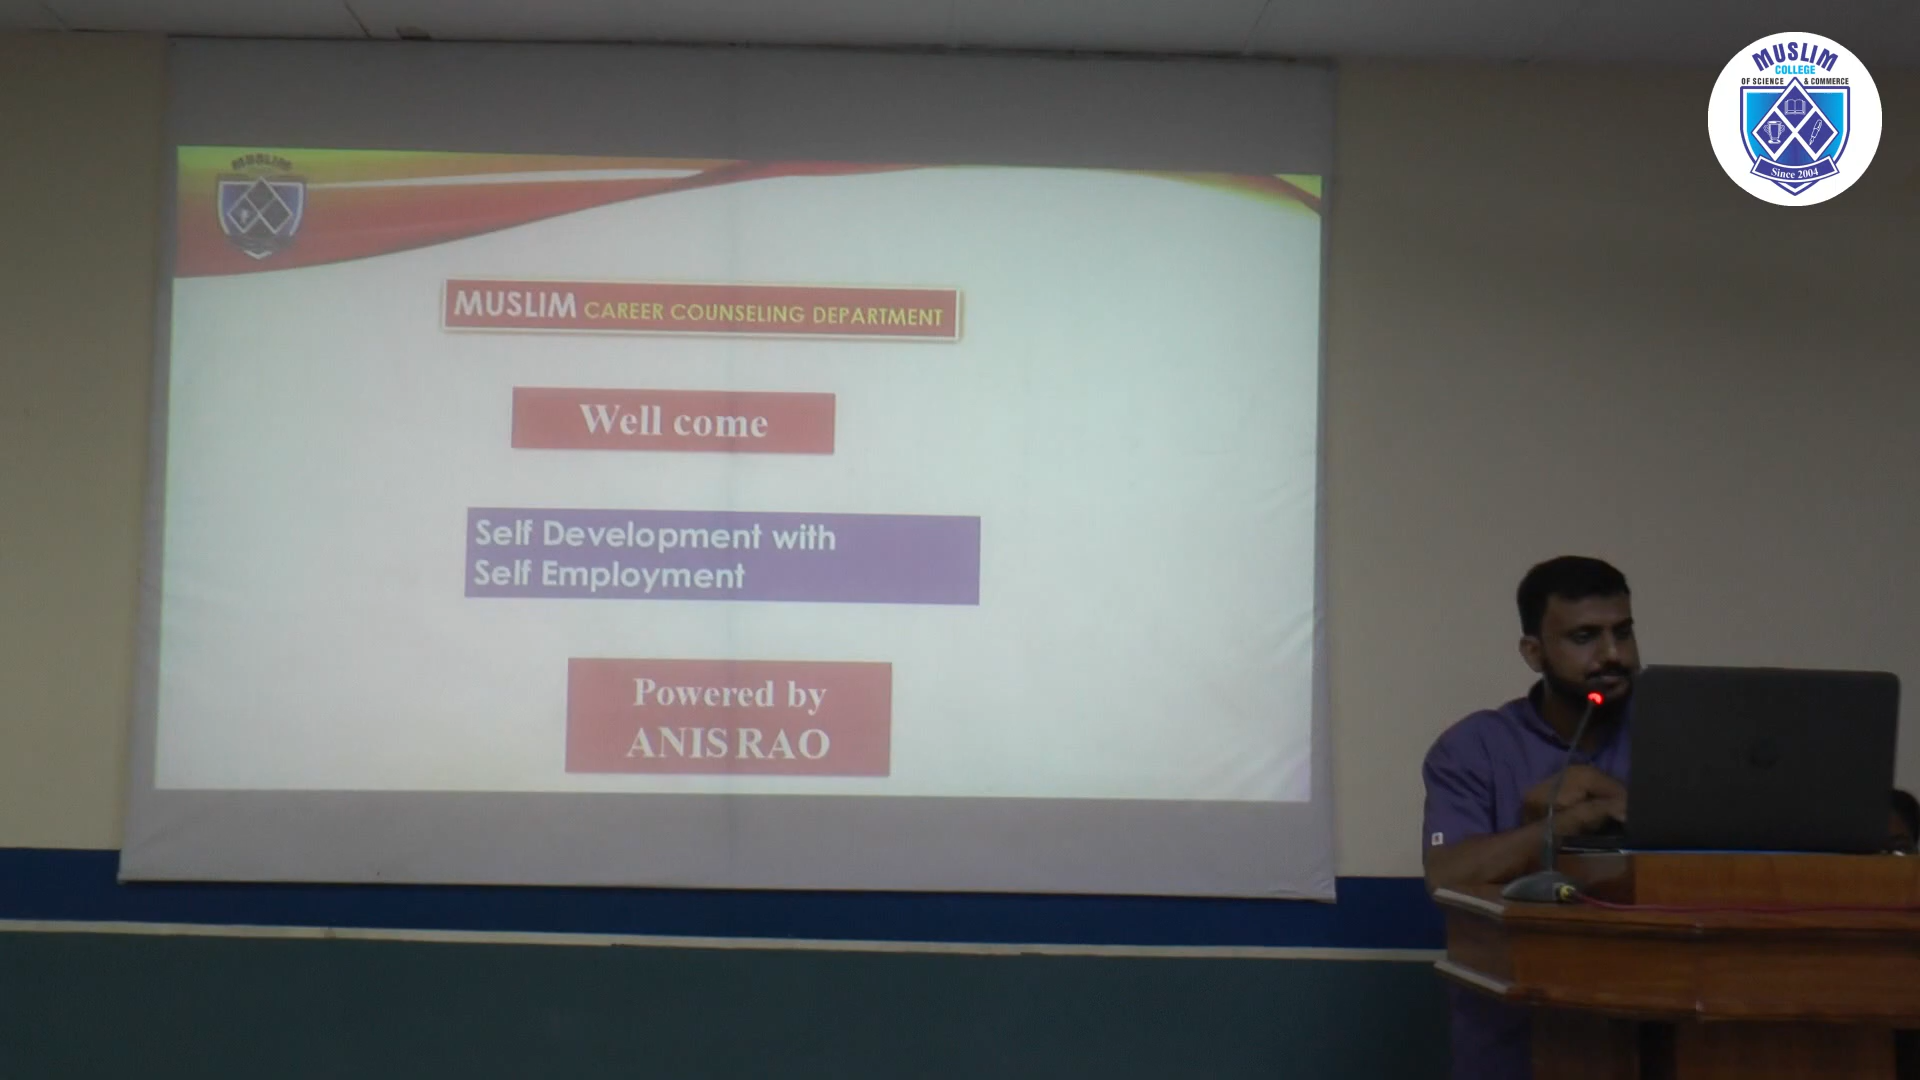 MUSLIM
COLLEGE
OF SCIENCE & COMMERCE
Since 2004
MUSLIM
MUSLIM CAREER COUNSELING DEPARTMENT
Well come
Self Development with
Self Employment
Powered by
ANIS RAO